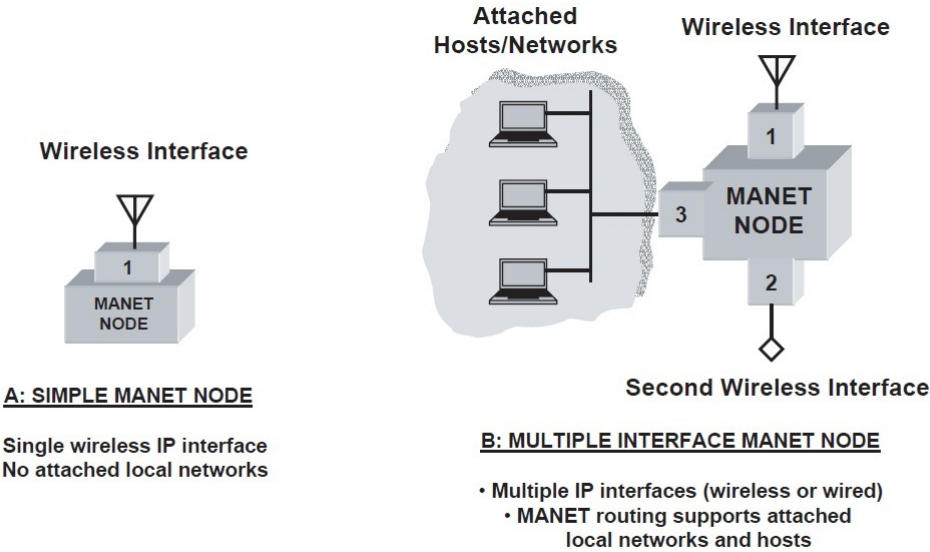 Wireless Interface
1
MANET
NODE
A: SIMPLE MANET NODE
Single wireless IP interface
No attached local networks
Attached
Hosts/Networks
Wireless Interface
1
MANET
NODE
3
2
Second Wireless Interface
B: MULTIPLE INTERFACE MANET NODE
• Multiple IP interfaces (wireless or wired)
• MANET routing supports attached
local networks and hosts